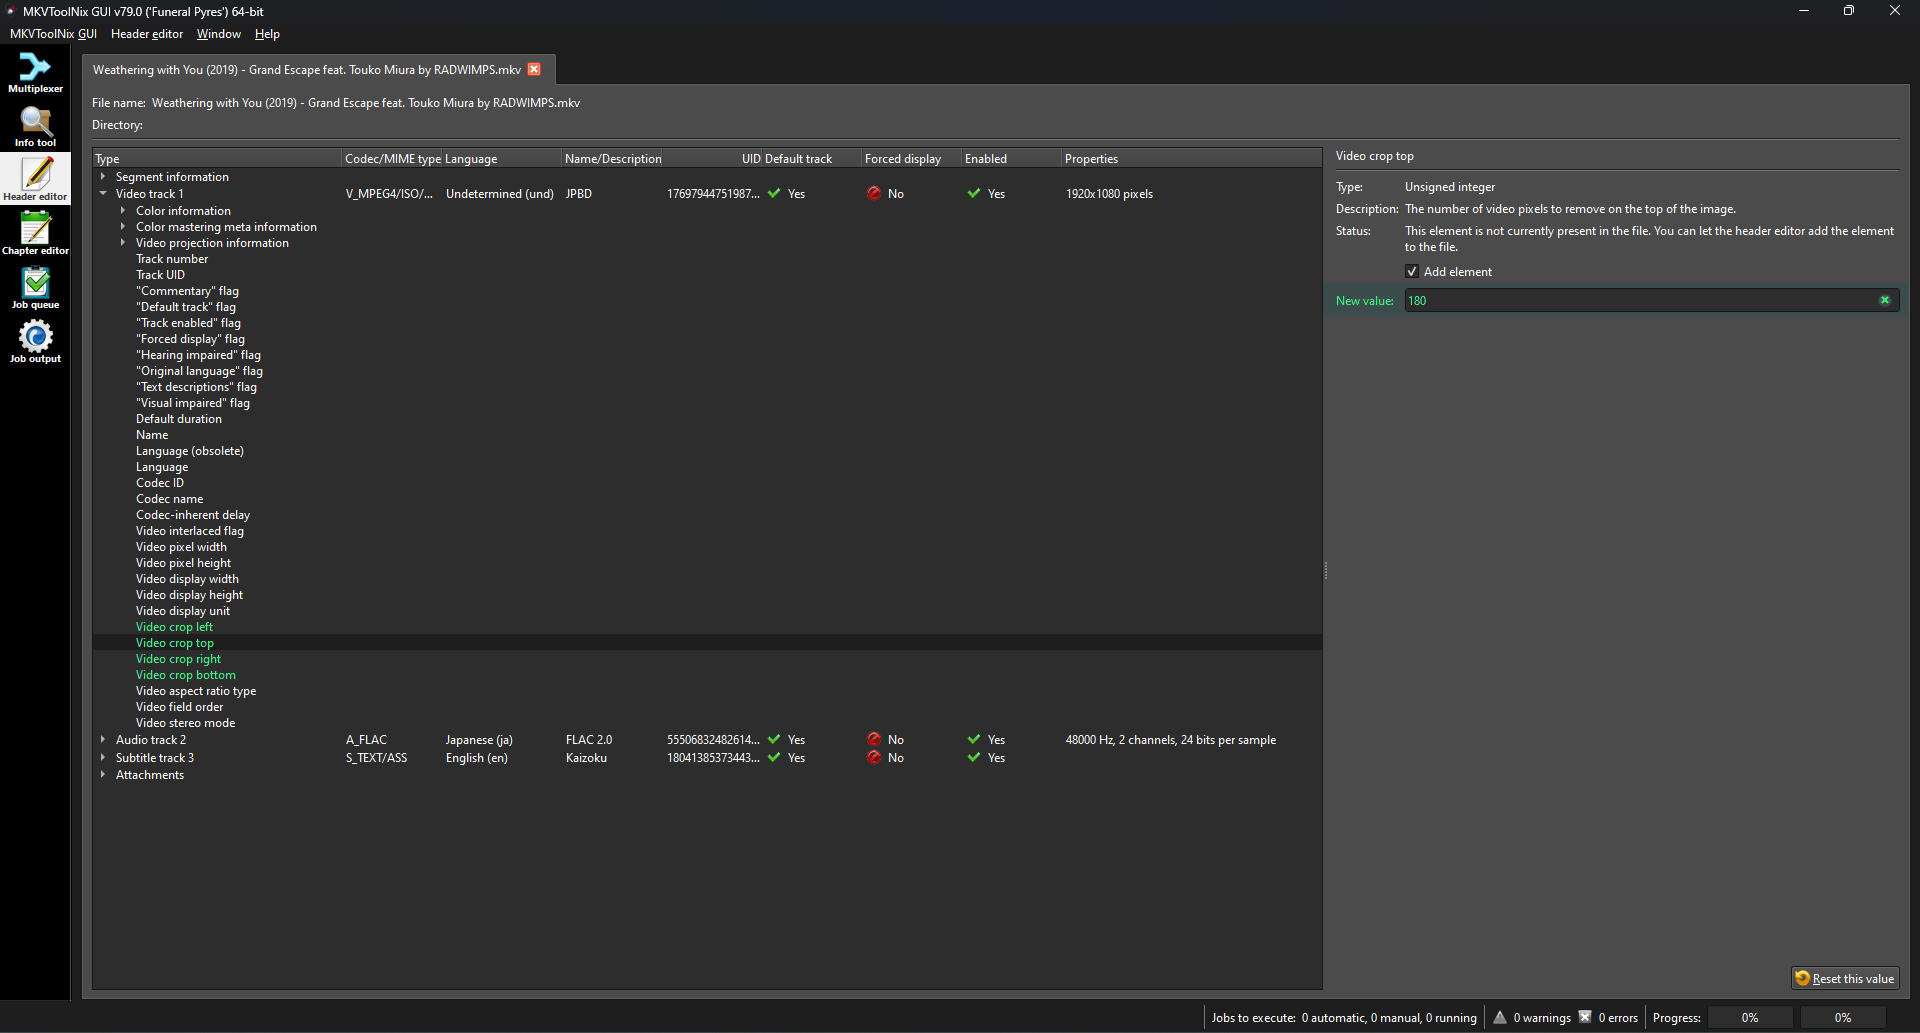 MKVToolNix GUI v79.0 ('Funeral Pyres') 64-bit
MKVToolNix GUI Header editor Window Help
Multiplexer
Info tool
Header editor
Chapter editor
Job queue
Job output
Weathering with You (2019) - Grand Escape feat. Touko Miura by RADWIMPS.mkv
File name: Weathering with You (2019) - Grand Escape feat. Touko Miura by RADWIMPS.mkv
Directory:
Type Codec/MIME type Language Name/Description UID Default track Forced display Enabled Properties
Segment information
Video track 1 V_MPEG4/ISO/... Undetermined (und) JPBD 17697944751987... Yes No Yes 1920x1080 pixels
Color information
Color mastering meta information
Video projection information
Track number
Track UID
"Commentary" flag
"Default track" flag
"Track enabled" flag
"Forced display" flag
"Hearing impaired" flag
"Original language" flag
"Text descriptions" flag
"Visual impaired" flag
Default duration
Name
Language (obsolete)
Language
Codec ID
Codec name
Codec-inherent delay
Video interlaced flag
Video pixel width
Video pixel height
Video display width
Video display height
Video display unit
Video crop left
Video crop top
Video crop right
Video crop bottom
Video aspect ratio type
Video field order
Video stereo mode
Audio track 2 A_FLAC Japanese (ja) FLAC 2.0 55506832482614... Yes No Yes 48000 Hz, 2 channels, 24 bits per sample
Subtitle track 3 S_TEXT/ASS English (en) Kaizoku 18041385373443... Yes No Yes
Attachments
Video crop top
Type: Unsigned integer
Description: The number of video pixels to remove on the top of the image.
Status: This element is not currently present in the file. You can let the header editor add the element
to the file.
Add element
New value: 180
Reset this value
Jobs to execute: 0 automatic, 0 manual, 0 running 0 warnings 0 errors Progress: 0% 0%